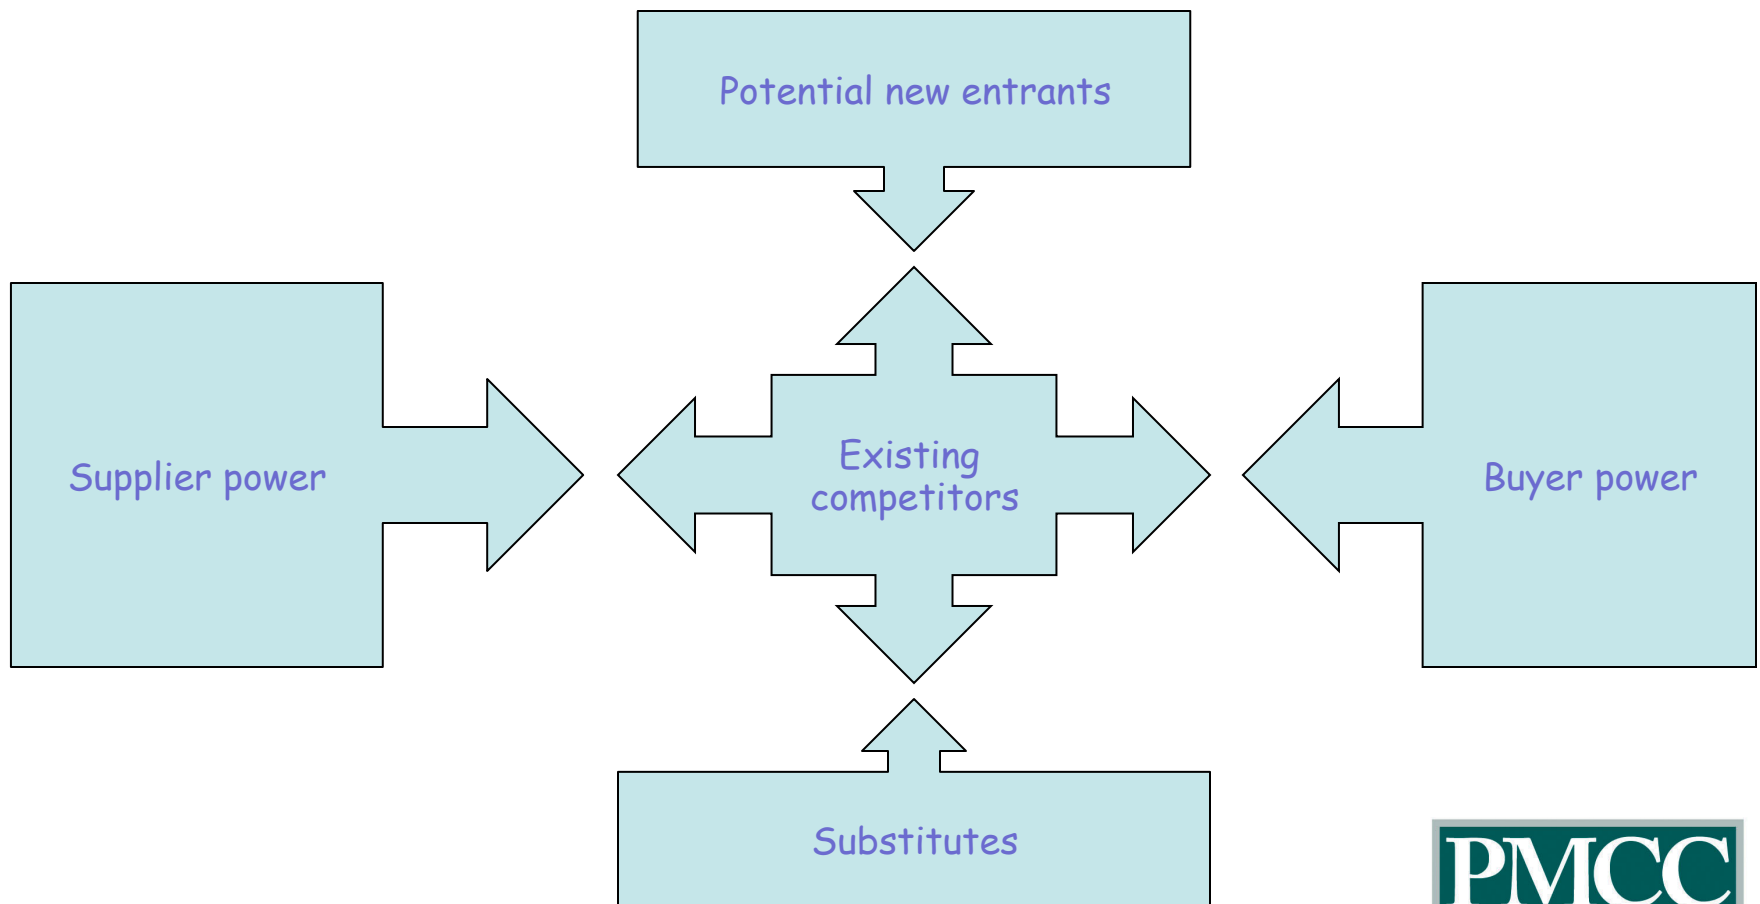 Potential new entrants
Supplier power
Existing
competitors
Buyer power
Substitutes
PMCC